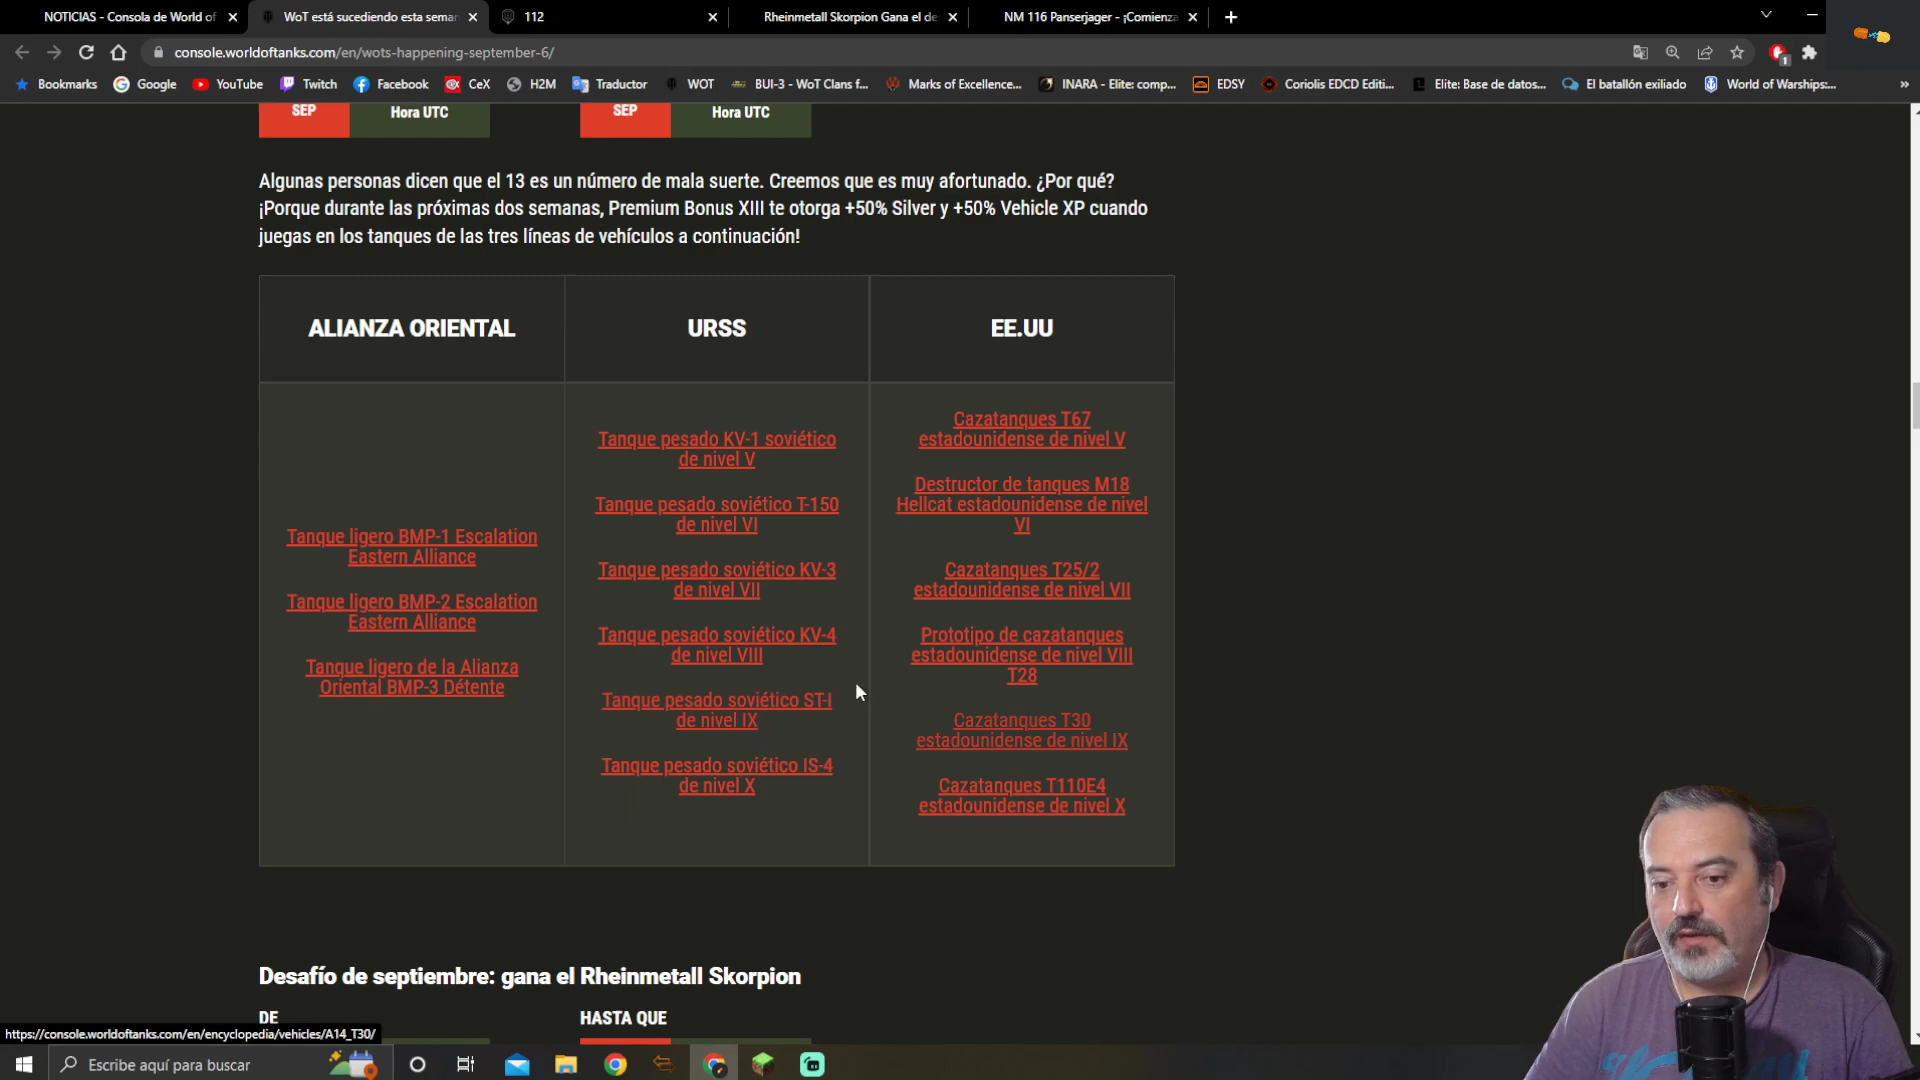 NOTICIAS - Consola de World of
WoT está sucediendo esta seman
112
Rheinmetall Skorpion Gana el de
NM 116 Panserjager - ¡Comienza
console.worldoftanks.com/en/wots-happening-september-6/
1
Bookmarks
Google
YouTube
Twitch
Facebook
CeX
H2M
Traductor
WOT
BUI-3 - WoT Clans f...
Marks of Excellence...
INARA - Elite: comp...
EDSY
Coriolis EDCD Editi...
Elite: Base de datos...
El batallón exiliado
World of Warships:...
SEP
Hora UTC
SEP
Hora UTC
Algunas personas dicen que el 13 es un número de mala suerte. Creemos que es muy afortunado. ¿Por qué?
¡Porque durante las próximas dos semanas, Premium Bonus XIII te otorga +50% Silver y +50% Vehicle XP cuando
juegas en los tanques de las tres líneas de vehículos a continuación!
ALIANZA ORIENTAL
URSS
EE.UU
Tanque ligero BMP-1 Escalation
Eastern Alliance
Tanque ligero BMP-2 Escalation
Eastern Alliance
Tanque ligero de la Alianza
Oriental BMP-3 Détente
Tanque pesado KV-1 soviético
de nivel V
Tanque pesado soviético T-150
de nivel VI
Tanque pesado soviético KV-3
de nivel VII
Tanque pesado soviético KV-4
de nivel VIII
Tanque pesado soviético ST-I
de nivel IX
Tanque pesado soviético IS-4
de nivel X
Cazatanques T67
estadounidense de nivel V
Destructor de tanques M18
Hellcat estadounidense de nivel
VI
Cazatanques T25/2
estadounidense de nivel VII
Prototipo de cazatanques
estadounidense de nivel VIII
T28
Cazatanques T30
estadounidense de nivel IX
Cazatanques T110E4
estadounidense de nivel X
Desafío de septiembre: gana el Rheinmetall Skorpion
DE
HASTA QUE
https://console.worldoftanks.com/en/encyclopedia/vehicles/A14_T30/
Escribe aquí para buscar